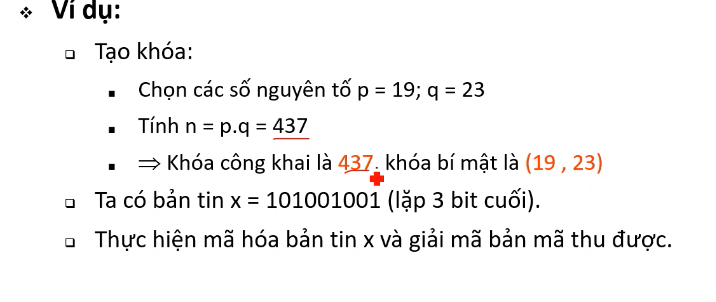 ❖ Ví dụ:
❑ Tạo khóa:
▪ Chọn các số nguyên tố p = 19; q = 23
▪ Tính n = p.q = 437
▪ ⇒ Khóa công khai là 437. khóa bí mật là (19 , 23)
❑ Ta có bản tin x = 101001001 (lặp 3 bit cuối).
❑ Thực hiện mã hóa bản tin x và giải mã bản mã thu được.